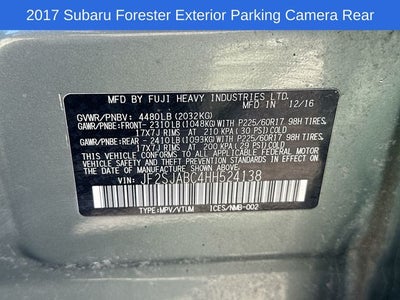 2017 Subaru Forester Exterior Parking Camera Rear
MFD BY FUJI HEAVY INDUSTRIES LTD.
MFD IN 12/16
GVWR/PNBV: 4480LB (2032KG)
GAWR/PNBE:FRONT- 2310LB (1048KG) WITH P225/60R17 98H TIRES,
17X7J RIMS, AT 210 KPA (30 PSI) COLD
GAWR/PNBE:REAR - 2410LB (1093KG) WITH P225/60R17 98H TIRES,
17X7J RIMS, AT 200 KPA (29 PSI) COLD
THIS VEHICLE CONFORMS TO ALL APPLICABLE
FEDERAL MOTOR VEHICLE SAFETY, BUMPER, AND
THEFT PREVENTION STANDARDS IN EFFECT ON THE
DATE OF MANUFACTURE SHOWN ABOVE.
VIN: JF2SJABC4HH524138
TYPE:MPV/VTUM ICES/NMB-002